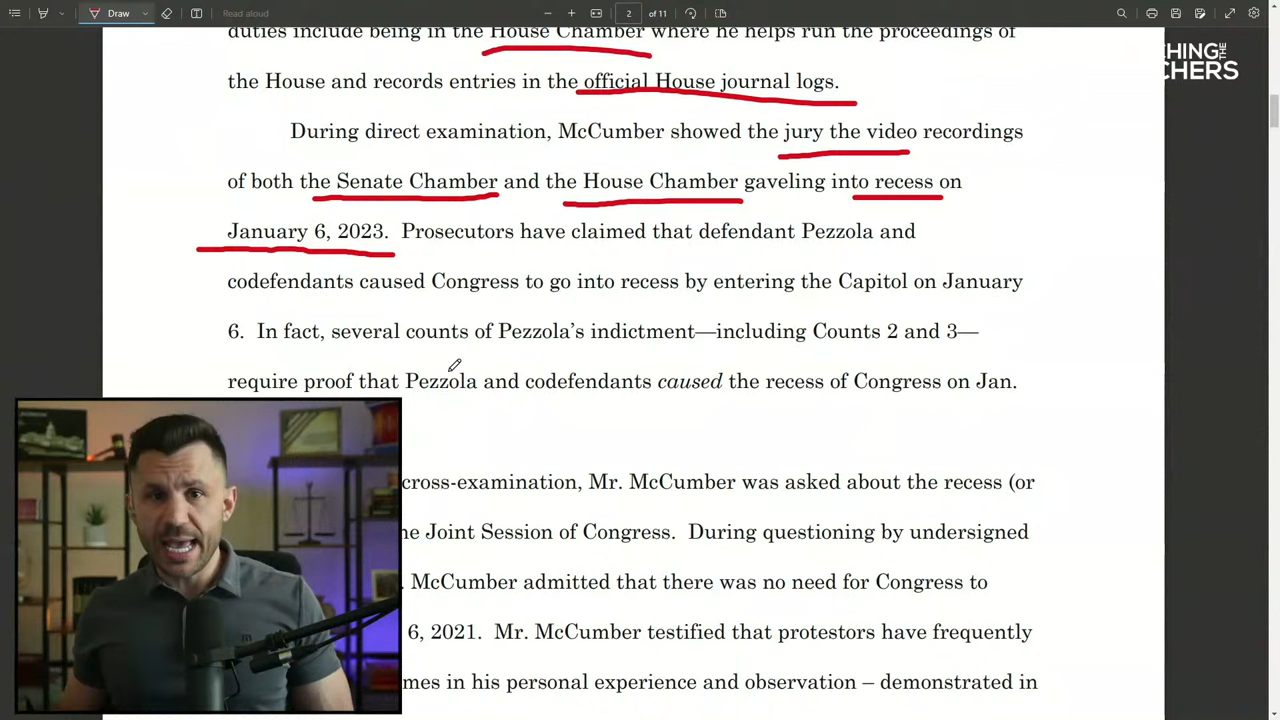 Draw
Read aloud
2 of 11
HING THE
CHERS
duties include being in the House Chamber where he helps run the proceedings of
the House and records entries in the official House journal logs.
During direct examination, McCumber showed the jury the video recordings
of both the Senate Chamber and the House Chamber gaveling into recess on
January 6, 2023. Prosecutors have claimed that defendant Pezzola and
codefendants caused Congress to go into recess by entering the Capitol on January
6. In fact, several counts of Pezzola’s indictment—including Counts 2 and 3—
require proof that Pezzola and codefendants caused the recess of Congress on Jan.
cross-examination, Mr. McCumber was asked about the recess (or
he Joint Session of Congress. During questioning by undersigned
. McCumber admitted that there was no need for Congress to
6, 2021. Mr. McCumber testified that protestors have frequently
mes in his personal experience and observation – demonstrated in